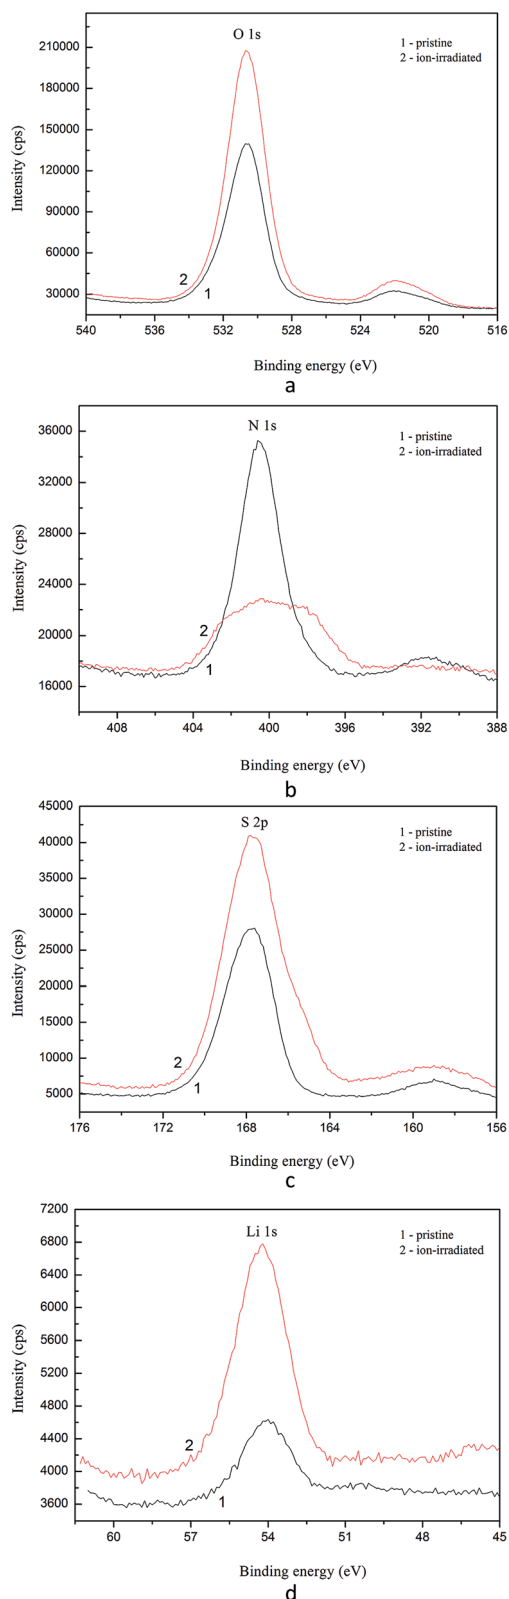 O 1s
1 - pristine
2 - ion-irradiated
210000
180000
150000
120000
90000
60000
30000
Intensity (cps)
2
1
540 536 532 528 524 520 516
Binding energy (eV)
a
N 1s
1 - pristine
2 - ion-irradiated
36000
32000
28000
24000
20000
16000
Intensity (cps)
2
1
408 404 400 396 392 388
Binding energy (eV)
b
S 2p
1 - pristine
2 - ion-irradiated
45000
40000
35000
30000
25000
20000
15000
10000
5000
Intensity (cps)
2
1
176 172 168 164 160 156
Binding energy (eV)
c
Li 1s
1 - pristine
2 - ion-irradiated
7200
6800
6400
6000
5600
5200
4800
4400
4000
3600
Intensity (cps)
2
1
60 57 54 51 48 45
Binding energy (eV)
d